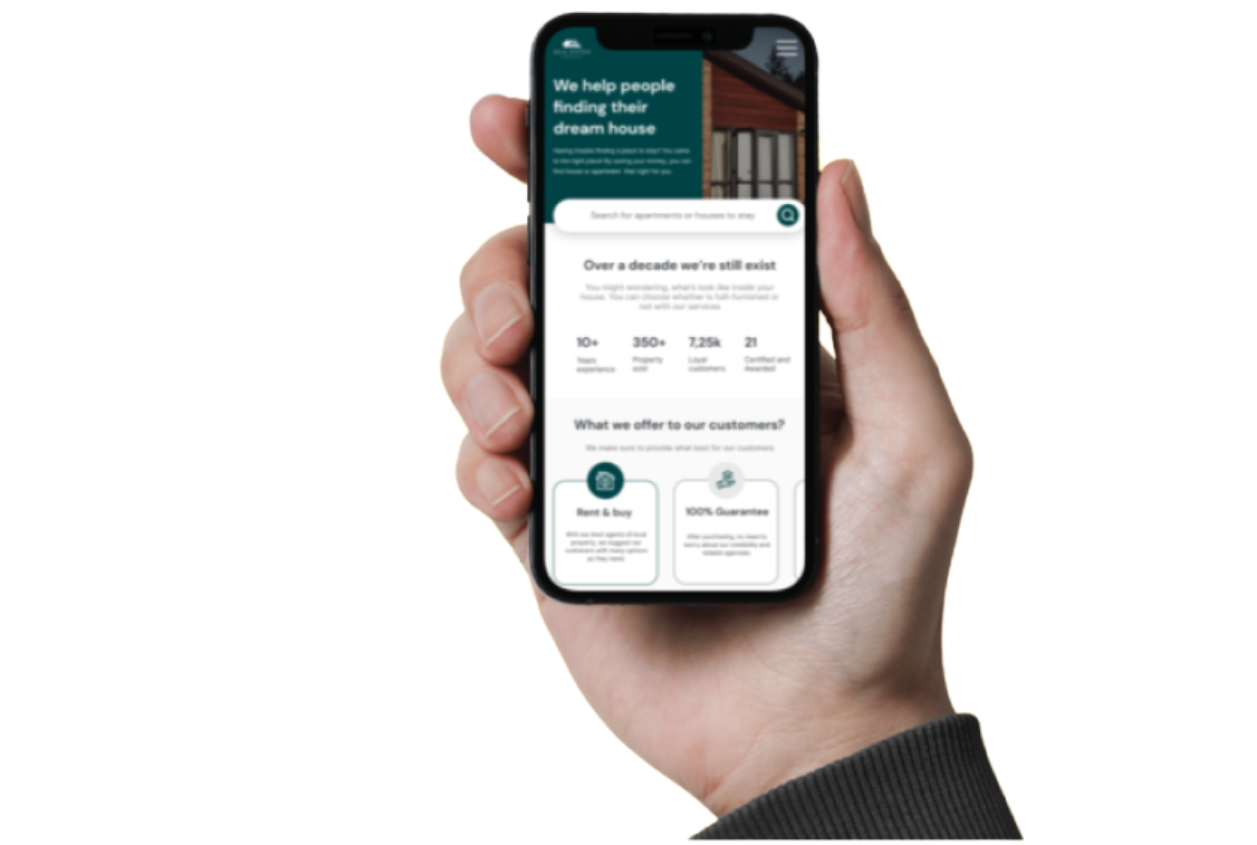 We help people
finding their
dream house
Having trouble finding a place to stay? You came
to the right place! By saving your money, you can
find house or apartment that right for you
Search for apartments or houses to stay
Over a decade we're still exist
You might wondering, what's look like inside your
house. You can choose whether is fulli-furnished or
not with our services
10+ 350+ 7,25k 21
Years Property Loyal Certified and
experience sold customers Awarded
What we offer to our customers?
We make sure to provide what best for our customers
Rent & buy
With our best agents of local
property, we suggest our
customers with many options
as they need.
100% Guarantee
After purchasing, no need to
worry about our credibility and
reliable agencies.